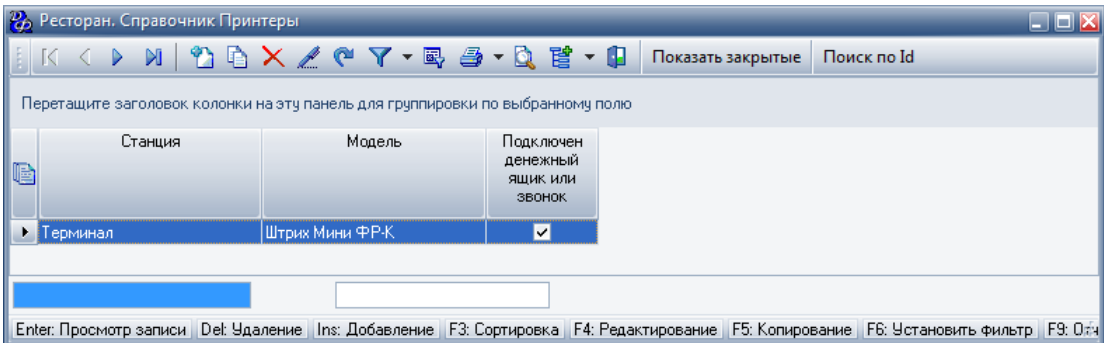 Ресторан. Справочник Принтеры
Показать закрытые Поиск по Id
Перетащите заголовок колонки на эту панель для группировки по выбранному полю
Станция Модель Подключен денежный ящик или звонок
Терминал Штрих Мини ФР-К
Enter: Просмотр записи Del: Удаление Ins: Добавление F3: Сортировка F4: Редактирование F5: Копирование F6: Установить фильтр F9: